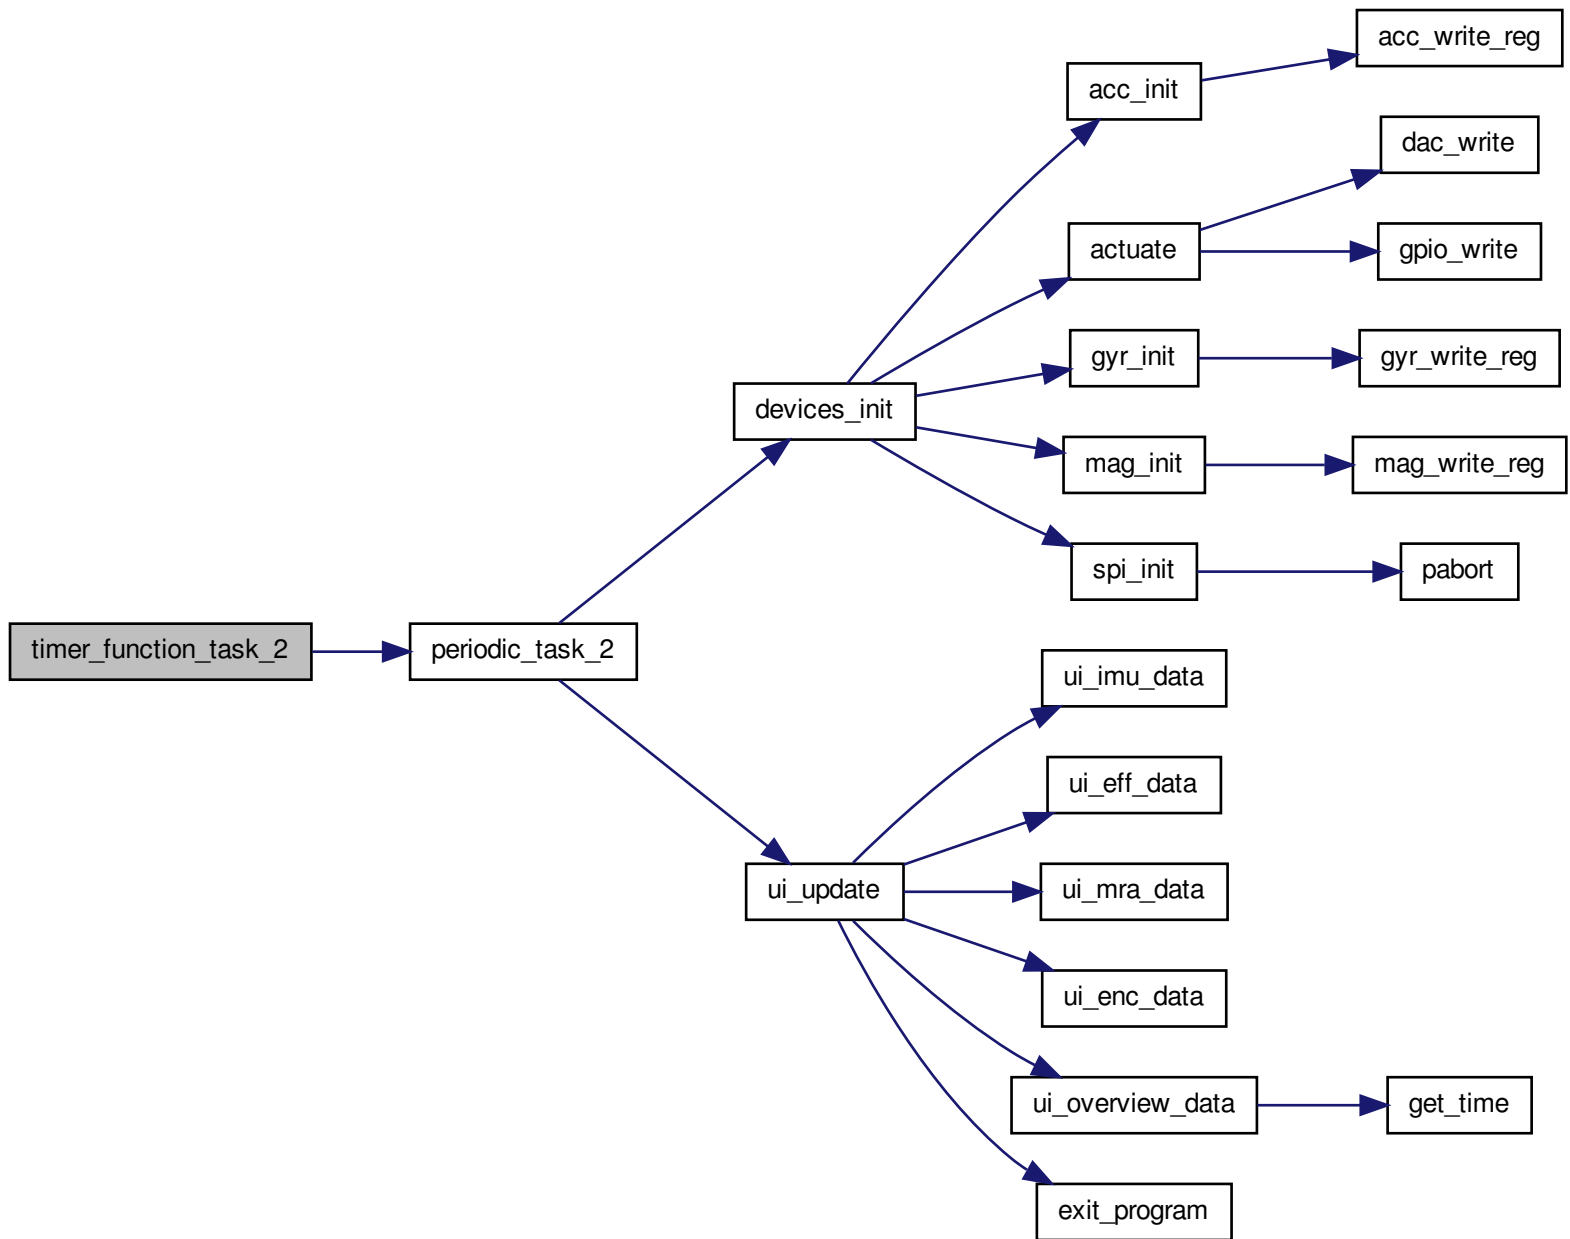 timer_function_task_2
periodic_task_2
devices_init
acc_init
acc_write_reg
actuate
dac_write
gpio_write
gyr_init
gyr_write_reg
mag_init
mag_write_reg
spi_init
pabort
ui_update
ui_imu_data
ui_eff_data
ui_mra_data
ui_enc_data
ui_overview_data
get_time
exit_program